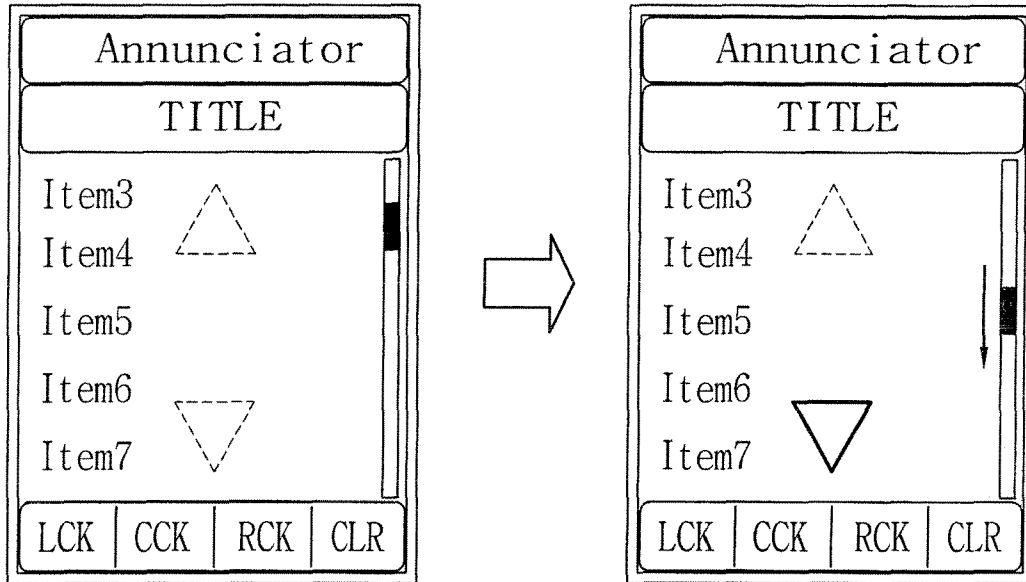 Annunciator
TITLE
Item3
Item4
Item5
Item6
Item7
LCK CCK RCK CLR
Annunciator
TITLE
Item3
Item4
Item5
Item6
Item7
LCK CCK RCK CLR